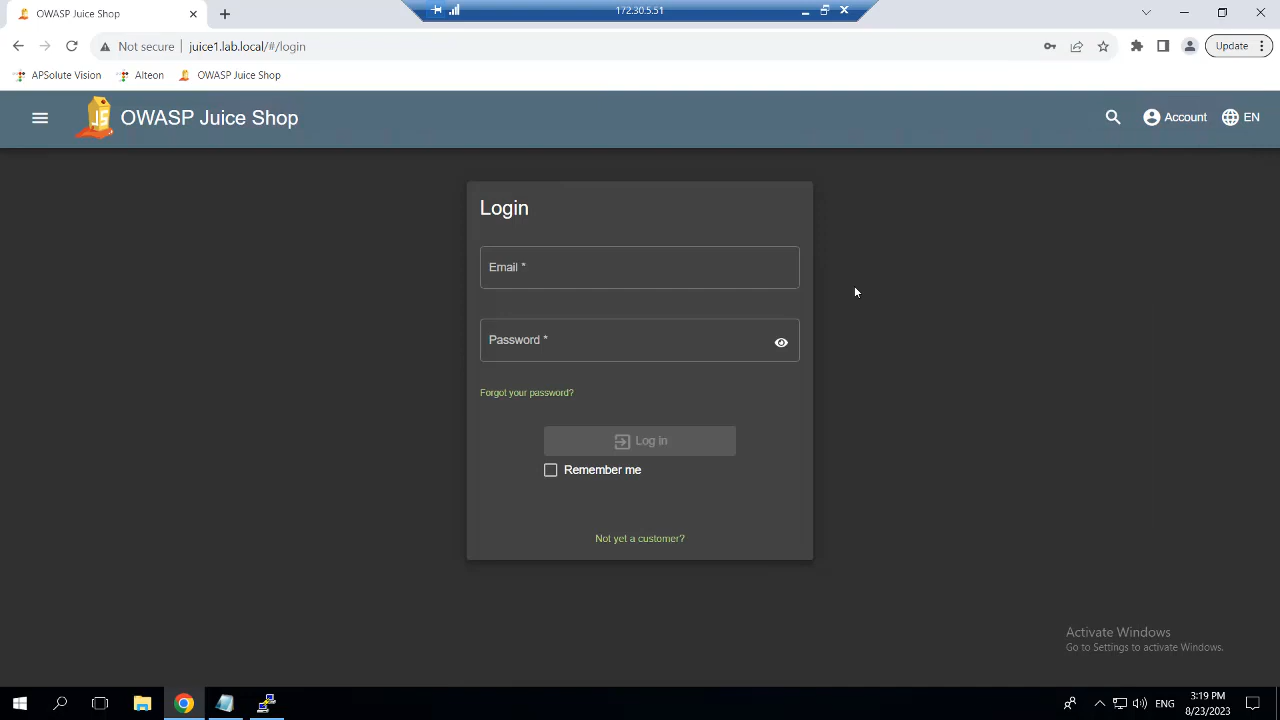 OWASP Juice Shop
172.30.5.51
Not secure juice1.lab.local/#/login
Update
APSolute Vision Alteon OWASP Juice Shop
JS OWASP Juice Shop Account EN
Login
Email *
Password *
Forgot your password?
Log in
Remember me
Not yet a customer?
Activate Windows
Go to Settings to activate Windows.
ENG 3:19 PM
8/23/2023